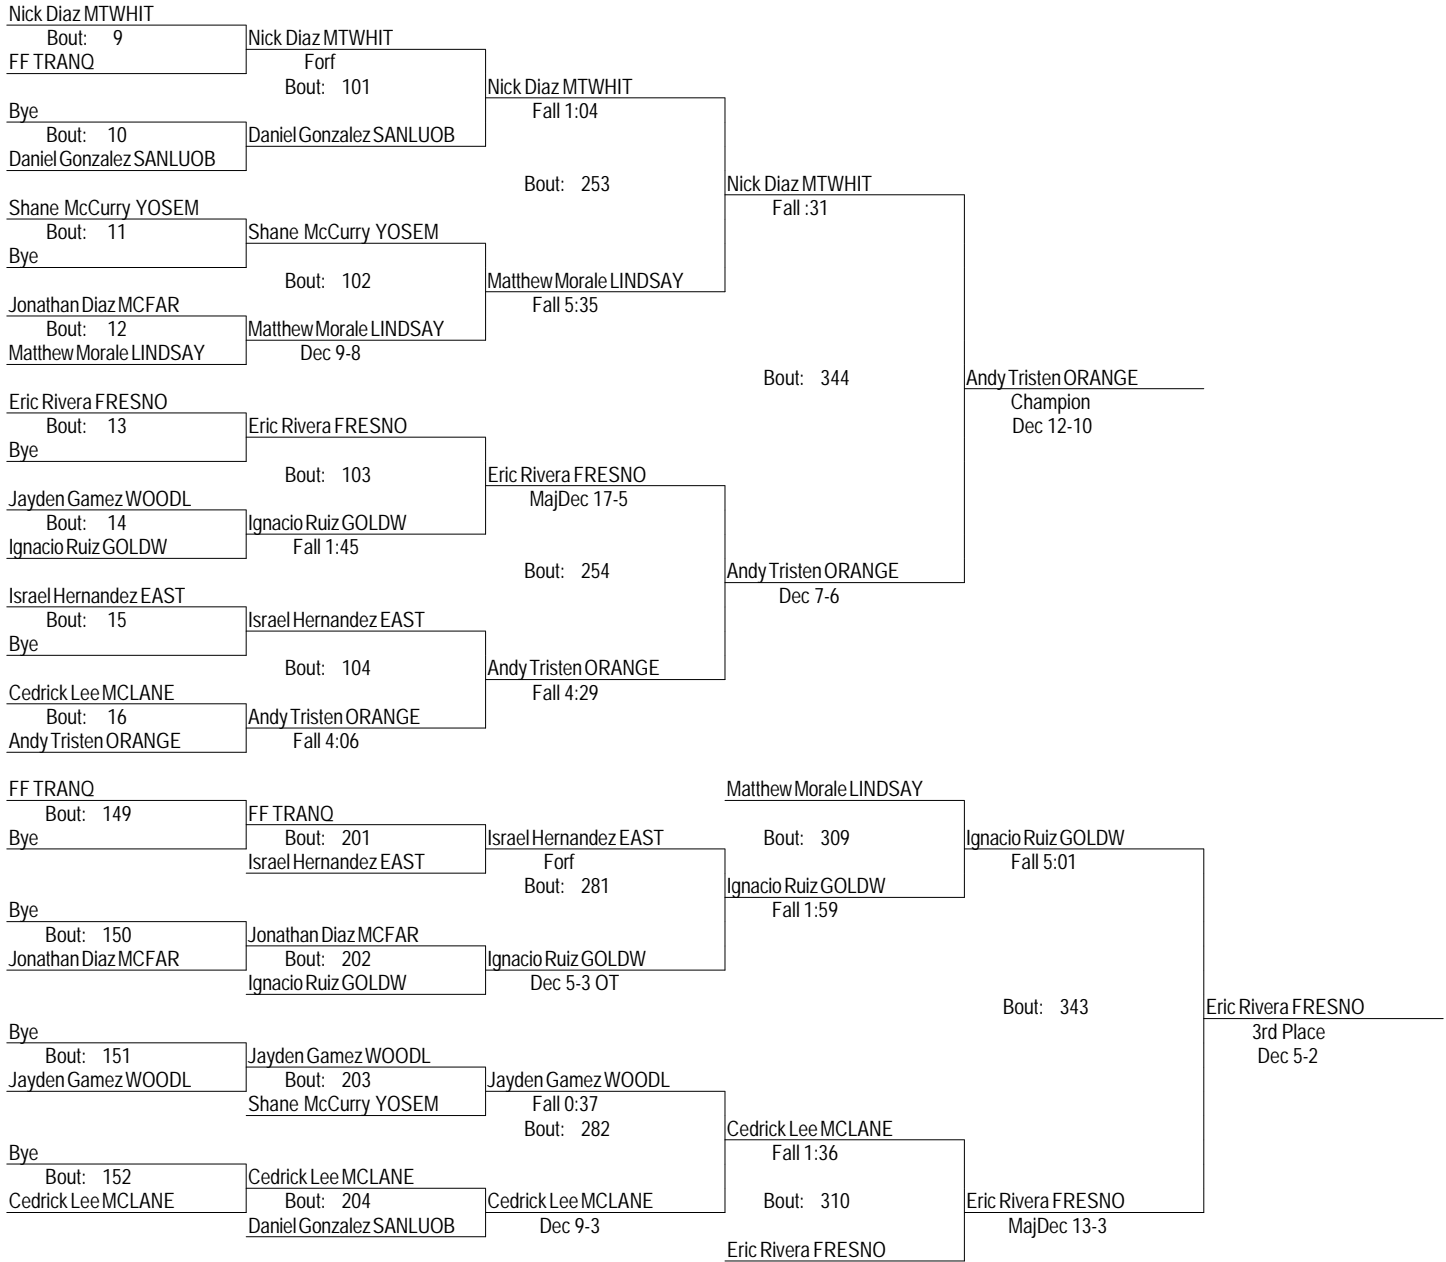 Nick Diaz MTWHIT
Bout: 9
Nick Diaz MTWHIT
FF TRANQ
Forf
Bout: 101
Nick Diaz MTWHIT
Bye
Fall 1:04
Bout: 10
Daniel Gonzalez SANLUOB
Daniel Gonzalez SANLUOB
Bout: 253
Nick Diaz MTWHIT
Shane McCurry YOSEM
Fall :31
Bout: 11
Shane McCurry YOSEM
Bye
Bout: 102
Matthew Morale LINDSAY
Jonathan Diaz MCFAR
Fall 5:35
Bout: 12
Matthew Morale LINDSAY
Matthew Morale LINDSAY
Dec 9-8
Bout: 344
Andy Tristen ORANGE
Eric Rivera FRESNO
Champion
Bout: 13
Eric Rivera FRESNO
Dec 12-10
Bye
Bout: 103
Eric Rivera FRESNO
Jayden Gamez WOODL
MajDec 17-5
Bout: 14
Ignacio Ruiz GOLDW
Ignacio Ruiz GOLDW
Fall 1:45
Bout: 254
Andy Tristen ORANGE
Israel Hernandez EAST
Dec 7-6
Bout: 15
Israel Hernandez EAST
Bye
Bout: 104
Andy Tristen ORANGE
Cedrick Lee MCLANE
Fall 4:29
Bout: 16
Andy Tristen ORANGE
Andy Tristen ORANGE
Fall 4:06
FF TRANQ
Matthew Morale LINDSAY
Bout: 149
FF TRANQ
Bye
Bout: 201
Israel Hernandez EAST
Bout: 309
Ignacio Ruiz GOLDW
Israel Hernandez EAST
Forf
Fall 5:01
Bout: 281
Ignacio Ruiz GOLDW
Bye
Fall 1:59
Bout: 150
Jonathan Diaz MCFAR
Jonathan Diaz MCFAR
Bout: 202
Ignacio Ruiz GOLDW
Ignacio Ruiz GOLDW
Dec 5-3 OT
Bout: 343
Eric Rivera FRESNO
Bye
3rd Place
Bout: 151
Jayden Gamez WOODL
Dec 5-2
Jayden Gamez WOODL
Bout: 203
Jayden Gamez WOODL
Shane McCurry YOSEM
Fall 0:37
Bout: 282
Cedrick Lee MCLANE
Bye
Fall 1:36
Bout: 152
Cedrick Lee MCLANE
Cedrick Lee MCLANE
Bout: 204
Cedrick Lee MCLANE
Bout: 310
Eric Rivera FRESNO
Daniel Gonzalez SANLUOB
Dec 9-3
MajDec 13-3
Eric Rivera FRESNO